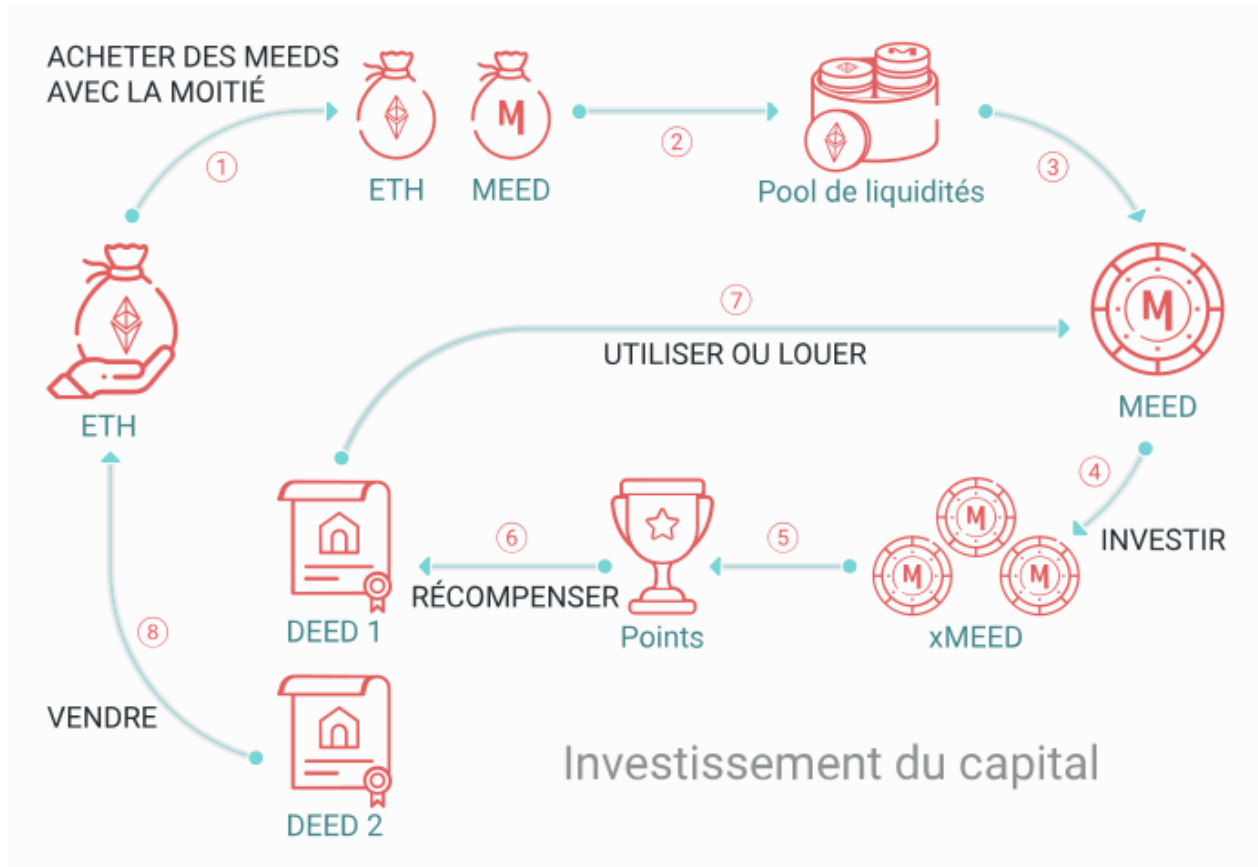 ACHETER DES MEEDS
AVEC LA MOITIÉ
1
ETH
M
MEED
2
Pool de liquidités
3
ETH
7
UTILISER OU LOUER
M
MEED
4
INVESTIR
M
M
M
xMEED
5
Points
6
RÉCOMPENSER
DEED 1
8
VENDRE
DEED 2
Investissement du capital